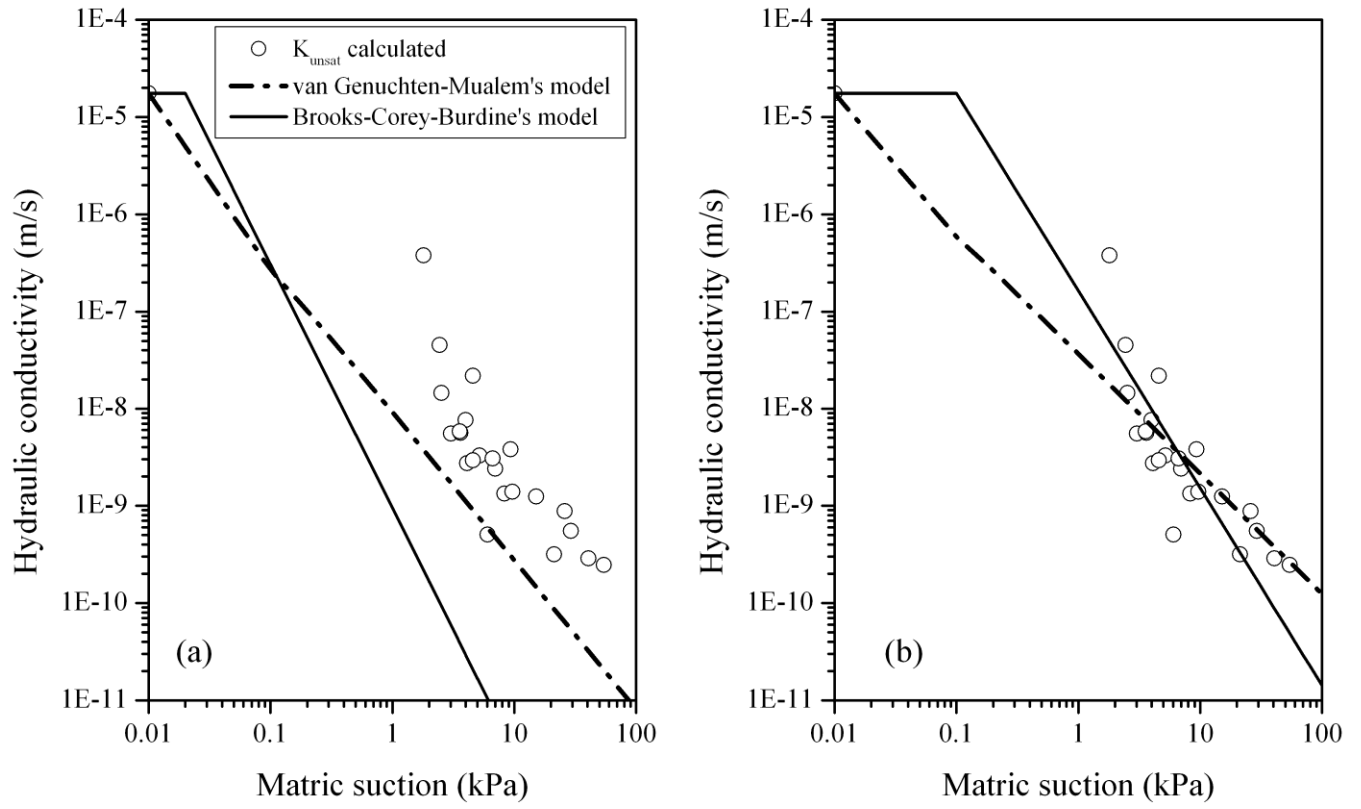 1E-4
1E-5
1E-6
1E-7
1E-8
1E-9
1E-10
1E-11
0.01
0.1
1
10
100
Hydraulic conductivity (m/s)
Matric suction (kPa)
K_unsat calculated
van Genuchten-Mualem's model
Brooks-Corey-Burdine's model
(a)
1E-4
1E-5
1E-6
1E-7
1E-8
1E-9
1E-10
1E-11
0.01
0.1
1
10
100
Hydraulic conductivity (m/s)
Matric suction (kPa)
(b)